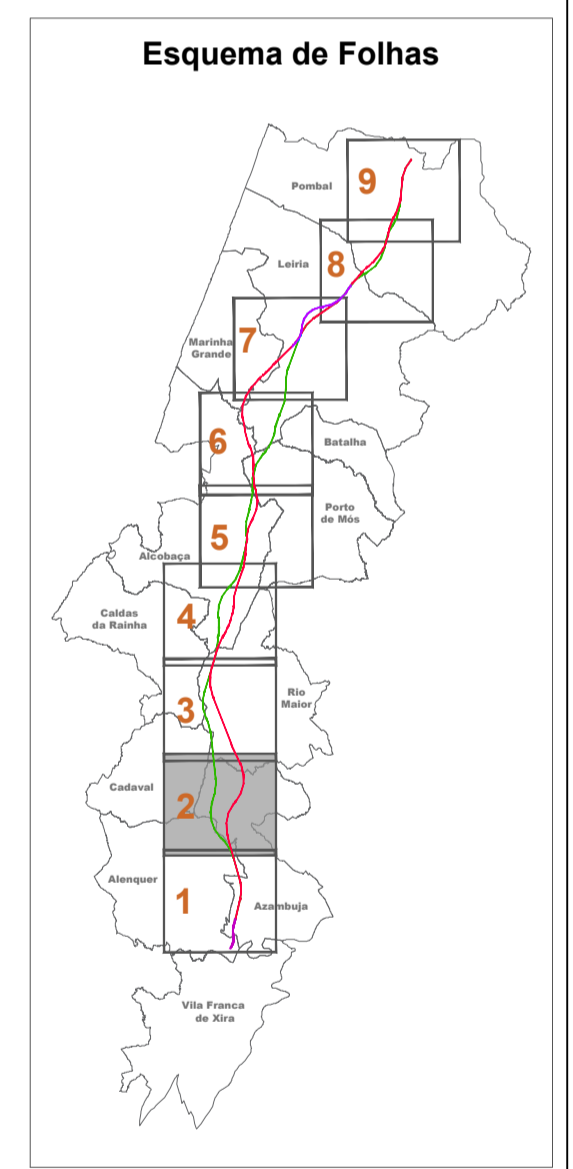 Esquema de Folhas
9
Pombal
8
Leiria
7
Marinha
Grande
6
Batalha
Porto
de Mós
5
Alcobaça
4
Caldas
da Rainha
Rio
Maior
3
Cadaval
2
Alenquer
1
Azambuja
Vila Franca
de Xira